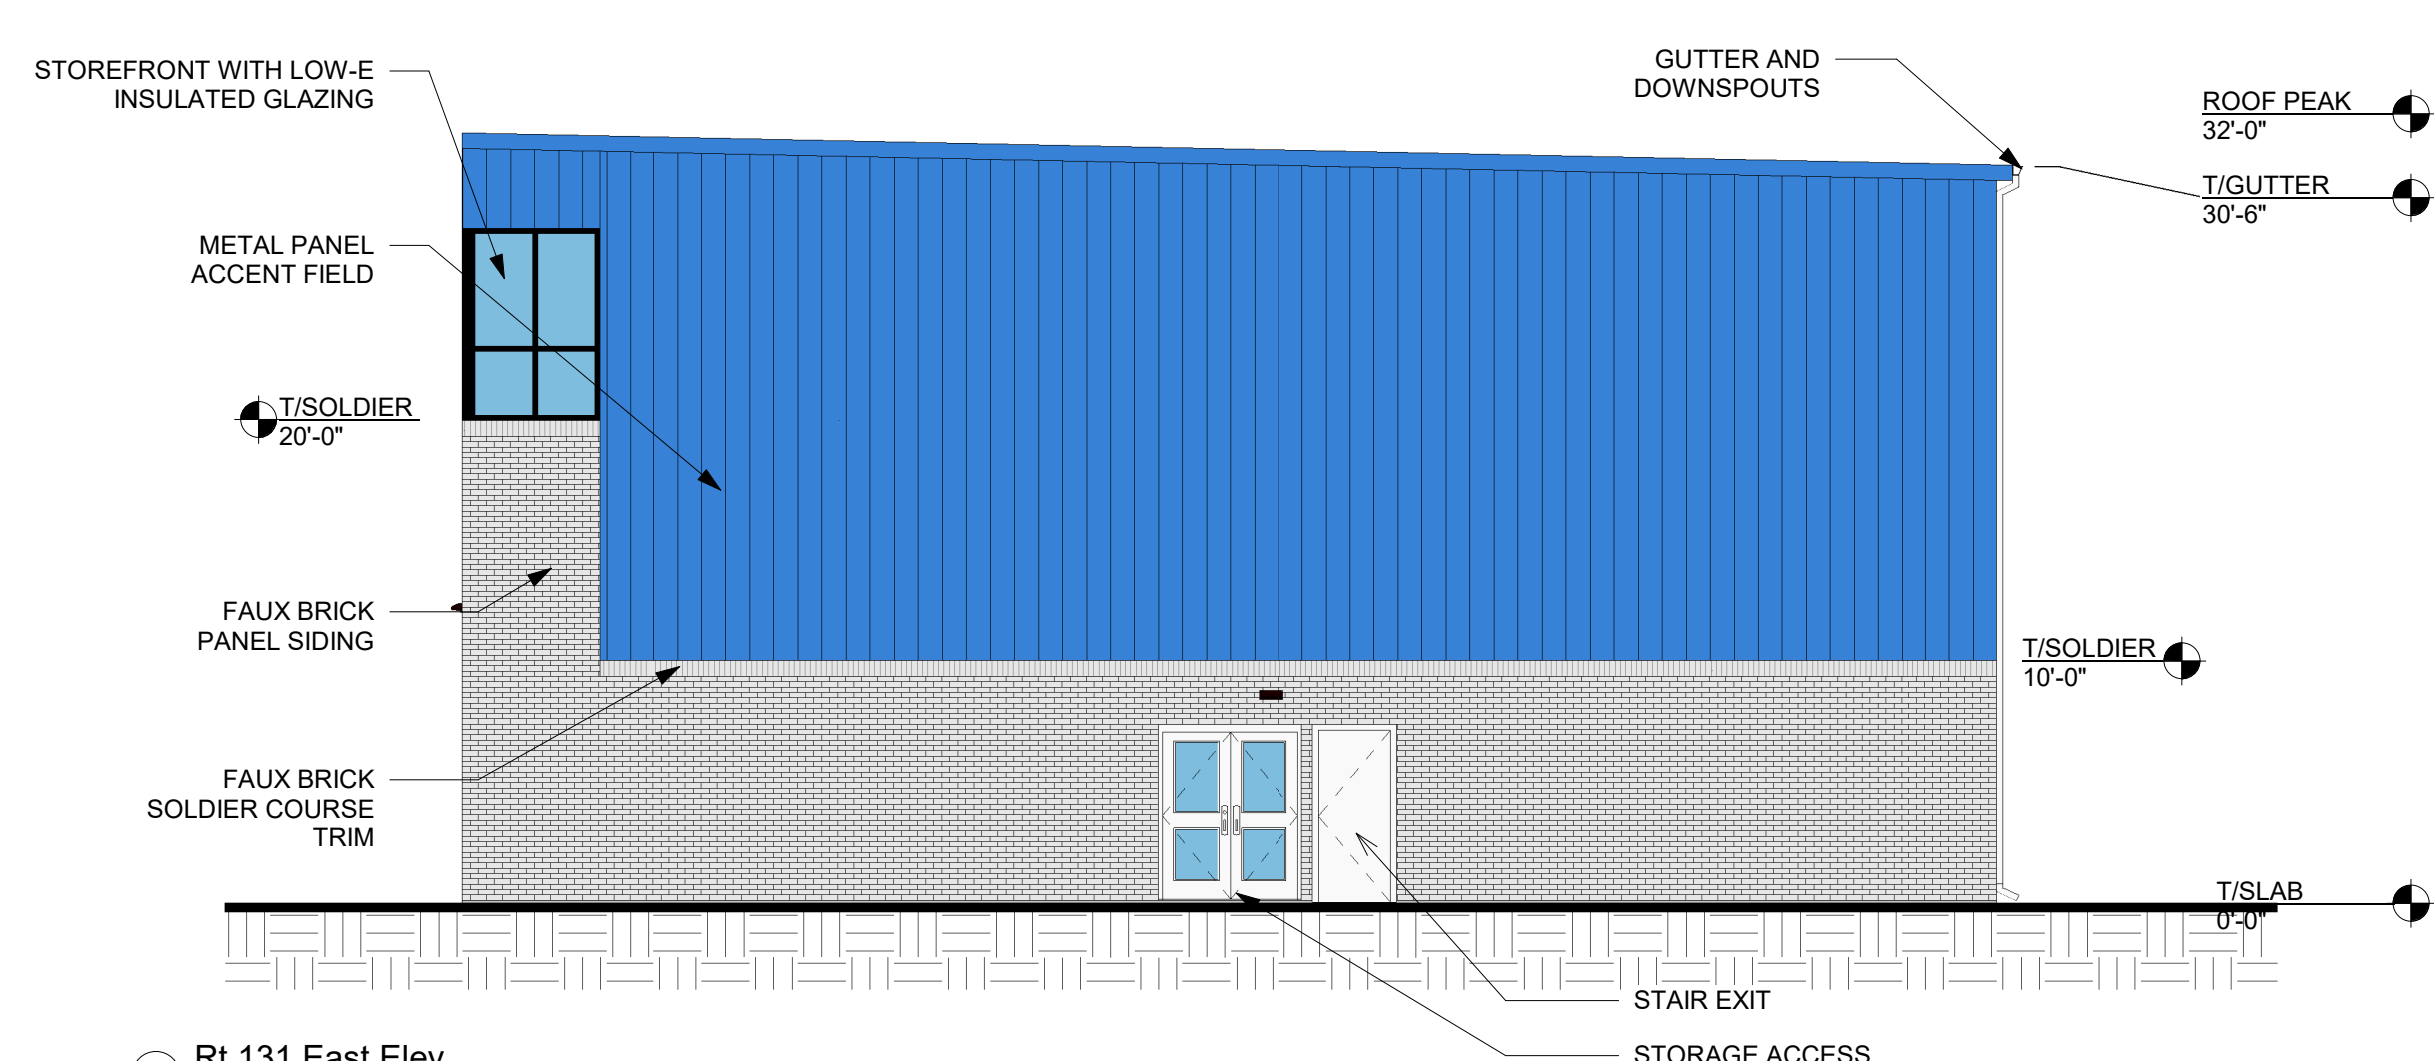 STOREFRONT WITH LOW-E
INSULATED GLAZING
GUTTER AND
DOWNSPOUTS
ROOF PEAK
32'-0"
T/GUTTER
30'-6"
METAL PANEL
ACCENT FIELD
T/SOLDIER
20'-0"
FAUX BRICK
PANEL SIDING
T/SOLDIER
10'-0"
FAUX BRICK
SOLDIER COURSE
TRIM
T/SLAB
0'-0"
STAIR EXIT
STORAGE ACCESS
Rt 131 East Elev